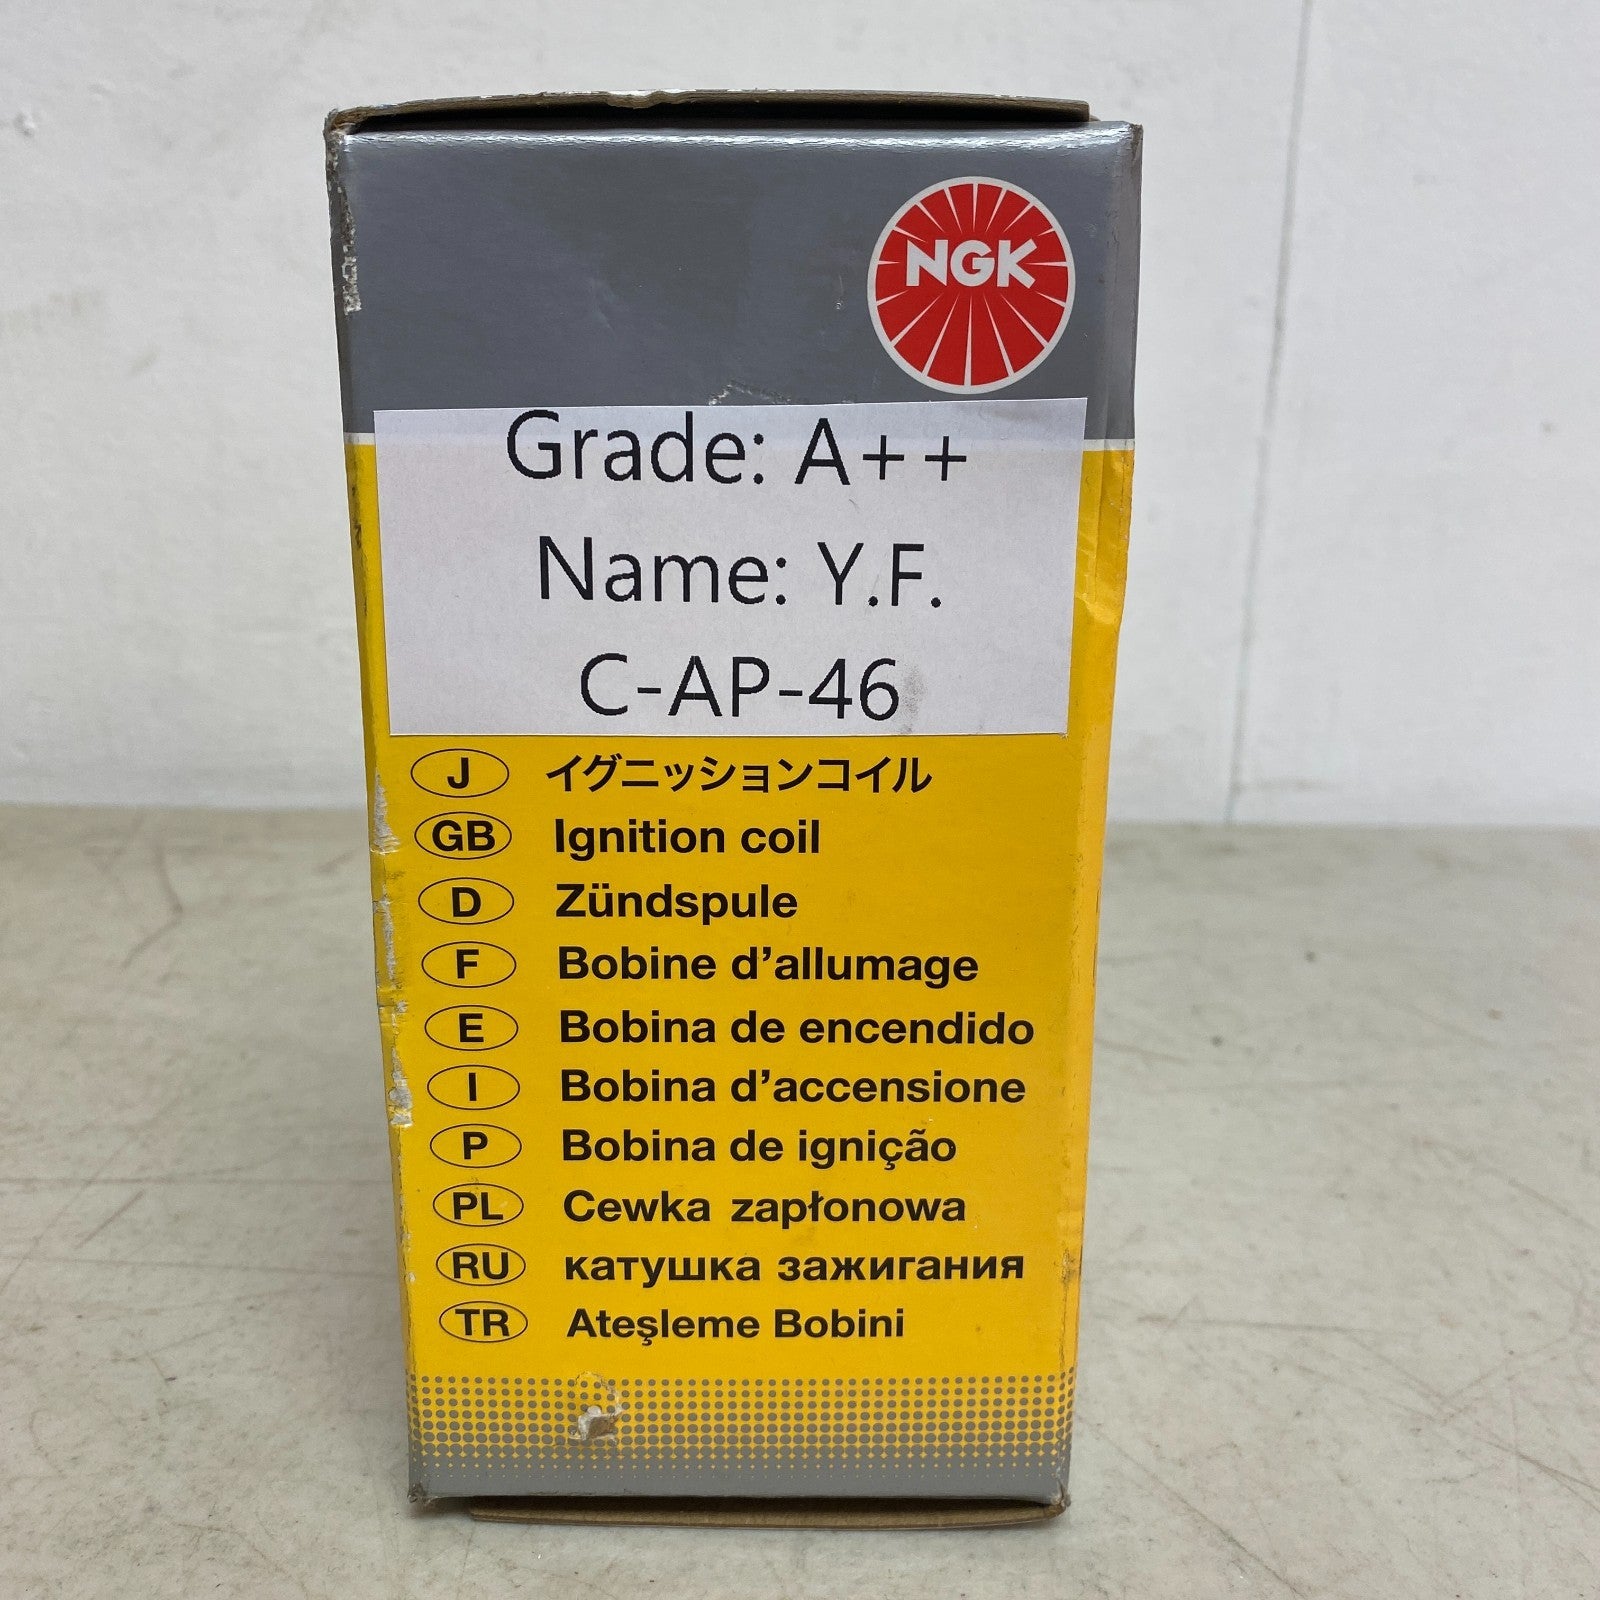 NGK
Grade: A++
Name: Y.F.
C-AP-46
J イグニッションコイル
GB Ignition coil
D Zündspule
F Bobine d'allumage
E Bobina de encendido
I Bobina d'accensione
P Bobina de ignição
PL Cewka zapłonowa
RU катушка зажигания
TR Ateşleme Bobini